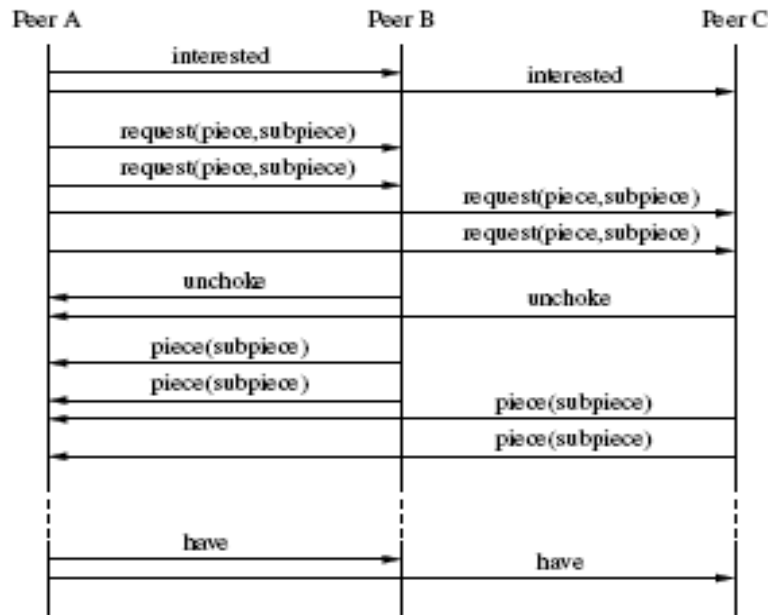 Peer A Peer B Peer C
interested
interested
request(piece,subpiece)
request(piece,subpiece)
request(piece,subpiece)
request(piece,subpiece)
unchoke
unchoke
piece(subpiece)
piece(subpiece)
piece(subpiece)
piece(subpiece)
have
have